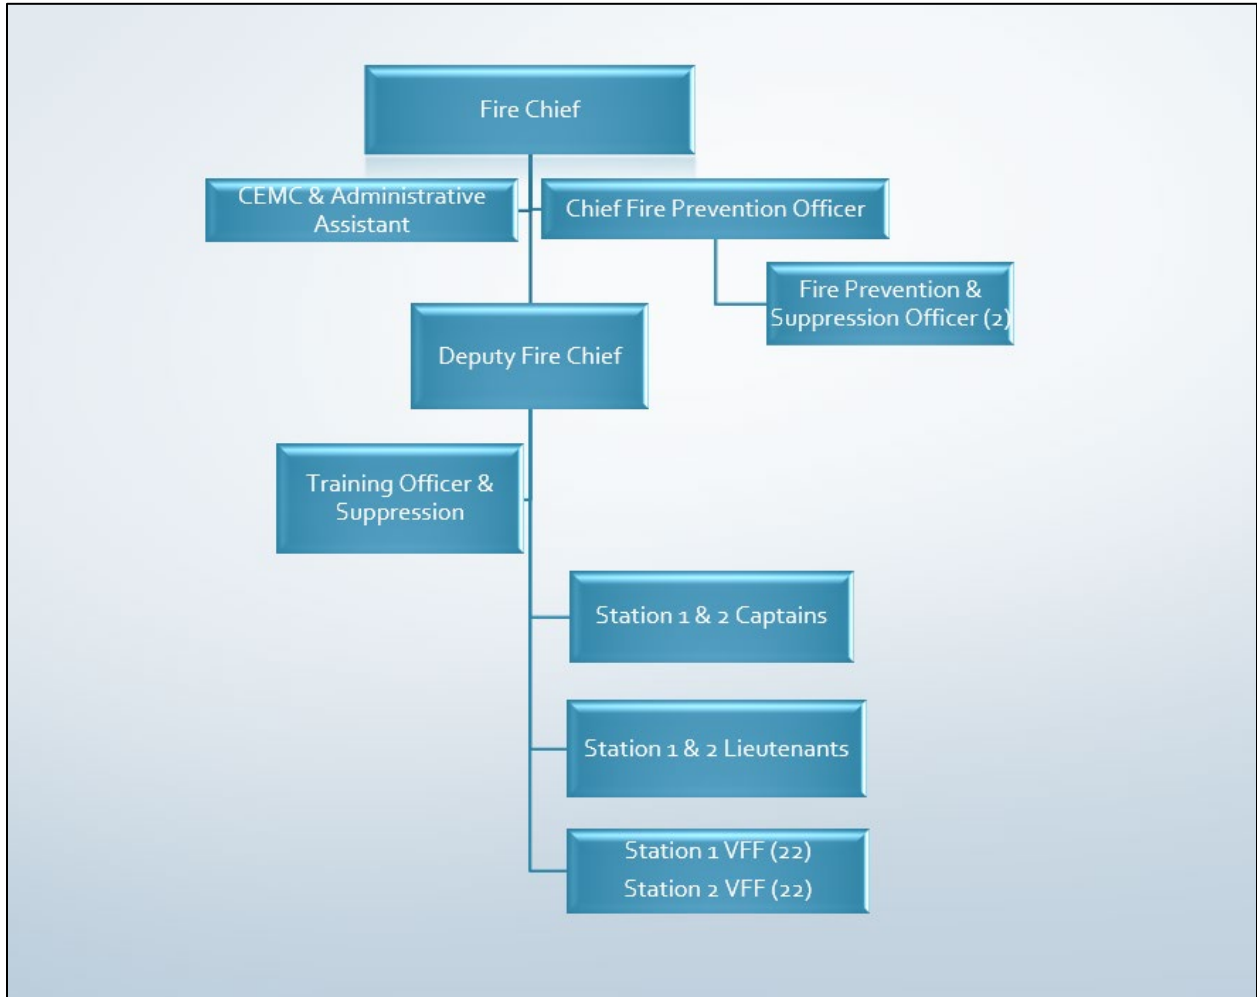 Fire Chief
CEMC & Administrative
Assistant
Chief Fire Prevention Officer
Fire Prevention &
Suppression Officer (2)
Deputy Fire Chief
Training Officer &
Suppression
Station 1 & 2 Captains
Station 1 & 2 Lieutenants
Station 1 VFF (22)
Station 2 VFF (22)